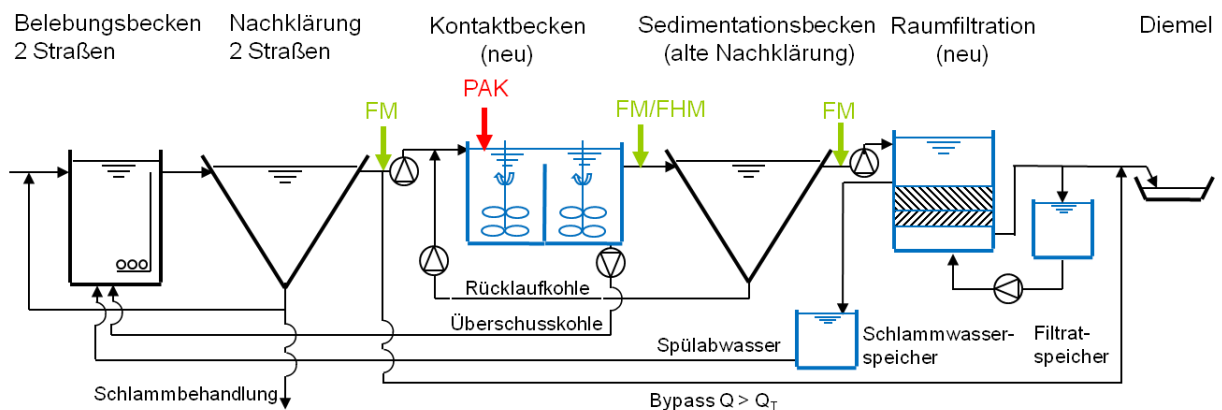 Belebungsbecken
2 Straßen
Nachklärung
2 Straßen
Kontaktbecken
(neu)
Sedimentationsbecken
(alte Nachklärung)
Raumfiltration
(neu)
Diemel
PAK
FM
FM/FHM
FM
Rücklaufkohle
Überschusskohle
Spülabwasser
Schlammwasser-
speicher
Filtrat-
speicher
Schlammbehandlung
Bypass Q > Q_T